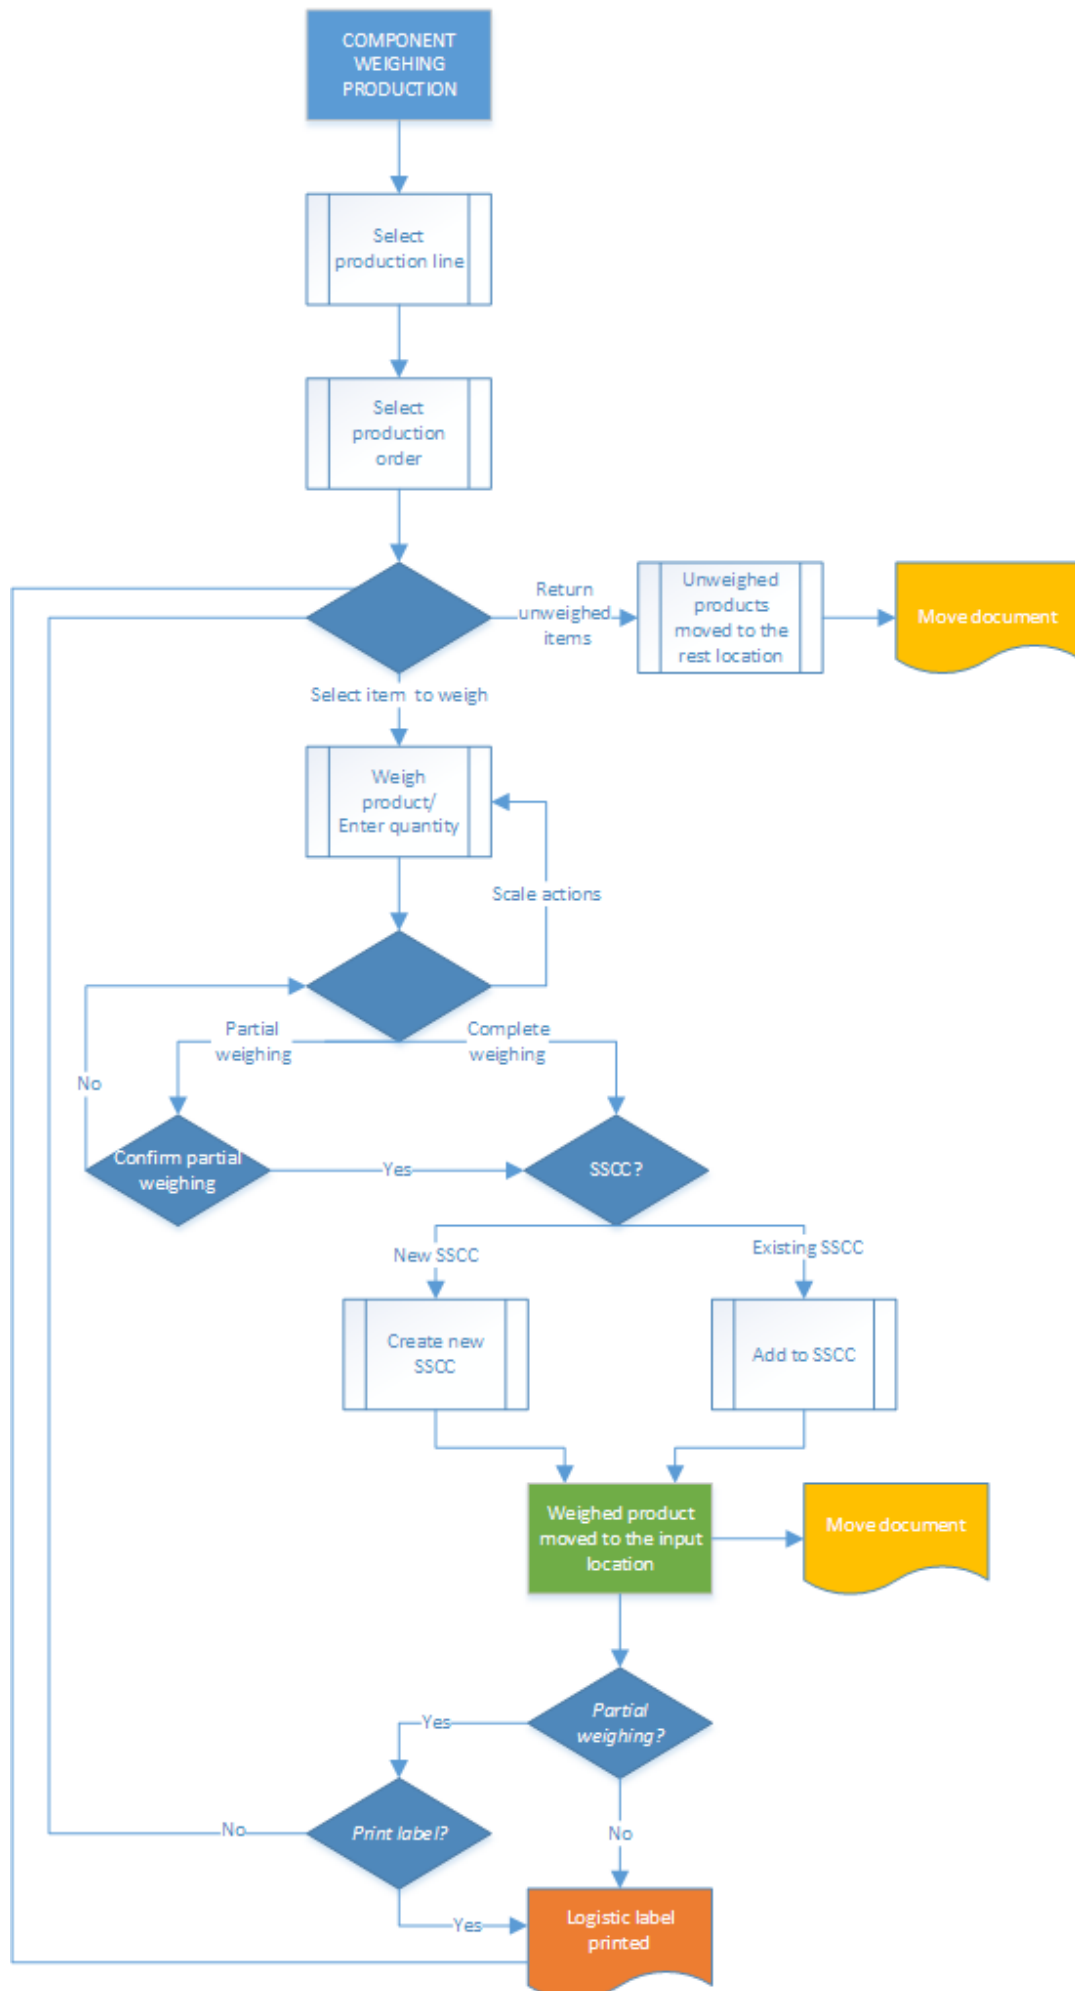 COMPONENT
WEIGHING
PRODUCTION
Select
production line
Select
production
order
Return
unweighed
items
Unweighed
products
moved to the
rest location
Move document
Select item to weigh
Weigh
product/
Enter quantity
Scale actions
Partial
weighing
Complete
weighing
No
Confirm partial
weighing
Yes
SSCC?
New SSCC
Existing SSCC
Create new
SSCC
Add to SSCC
Weighed product
moved to the input
location
Move document
Partial
weighing?
Yes
No
Print label?
No
Yes
Logistic label
printed